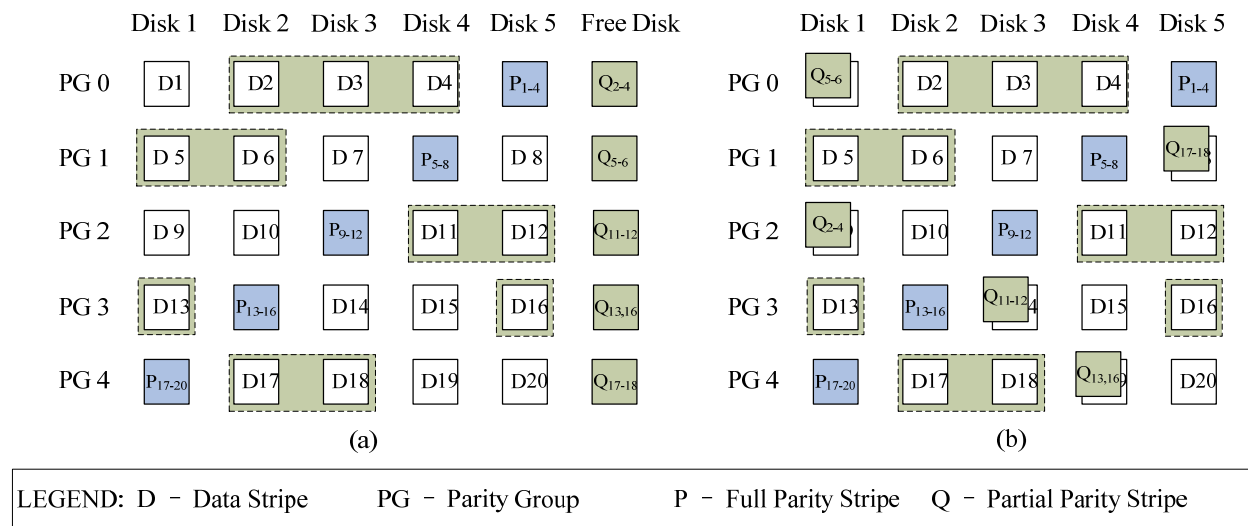 Disk 1 Disk 2 Disk 3 Disk 4 Disk 5 Free Disk Disk 1 Disk 2 Disk 3 Disk 4 Disk 5
PG 0 D1 D2 D3 D4 P1-4 Q2-4 PG 0 Q5-6 D2 D3 D4 P1-4
PG 1 D 5 D 6 D 7 P5-8 D 8 Q5-6 PG 1 D 5 D 6 D 7 P5-8 Q17-18
PG 2 D 9 D10 P9-12 D11 D12 Q11-12 PG 2 Q2-4 D10 P9-12 D11 D12
PG 3 D13 P13-16 D14 D15 D16 Q13,16 PG 3 D13 P13-16 Q11-12 4 D15 D16
PG 4 P17-20 D17 D18 D19 D20 Q17-18 PG 4 P17-20 D17 D18 Q13,16 9 D20
(a) (b)
LEGEND: D - Data Stripe PG - Parity Group P - Full Parity Stripe Q - Partial Parity Stripe